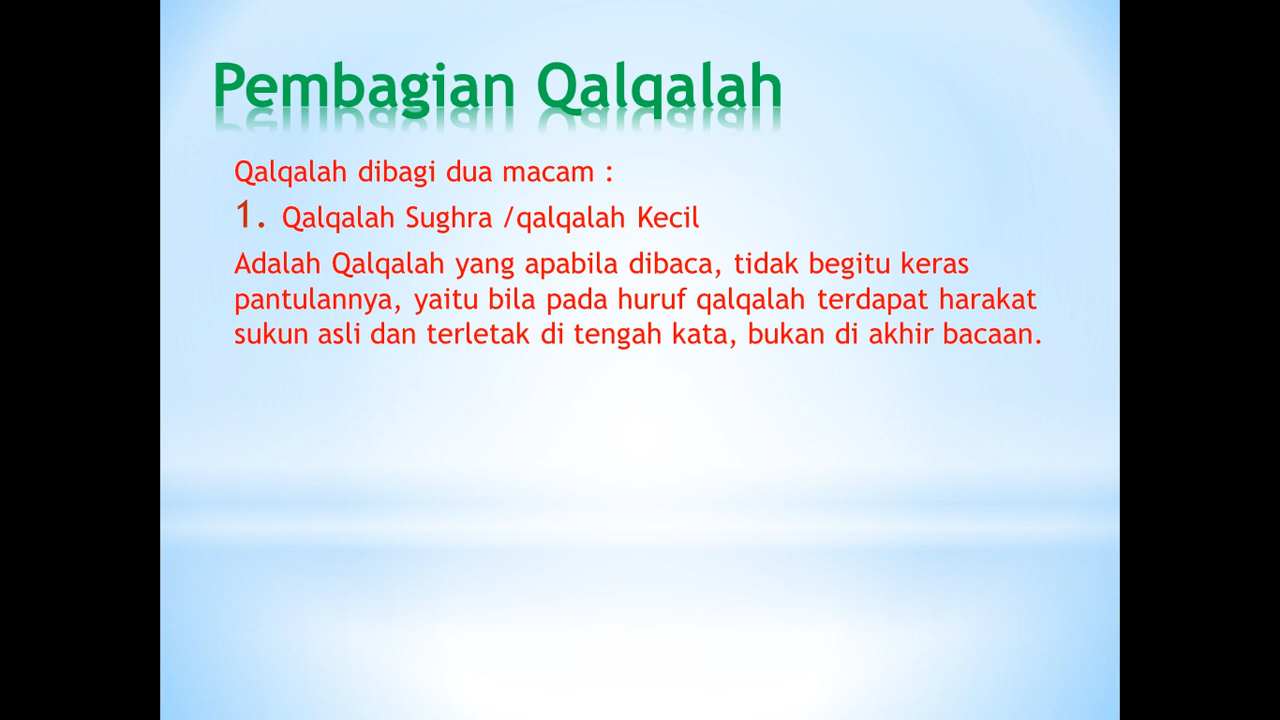 Pembagian Qalqalah
Qalqalah dibagi dua macam :
1. Qalqalah Sughra /qalqalah Kecil
Adalah Qalqalah yang apabila dibaca, tidak begitu keras
pantulannya, yaitu bila pada huruf qalqalah terdapat harakat
sukun asli dan terletak di tengah kata, bukan di akhir bacaan.